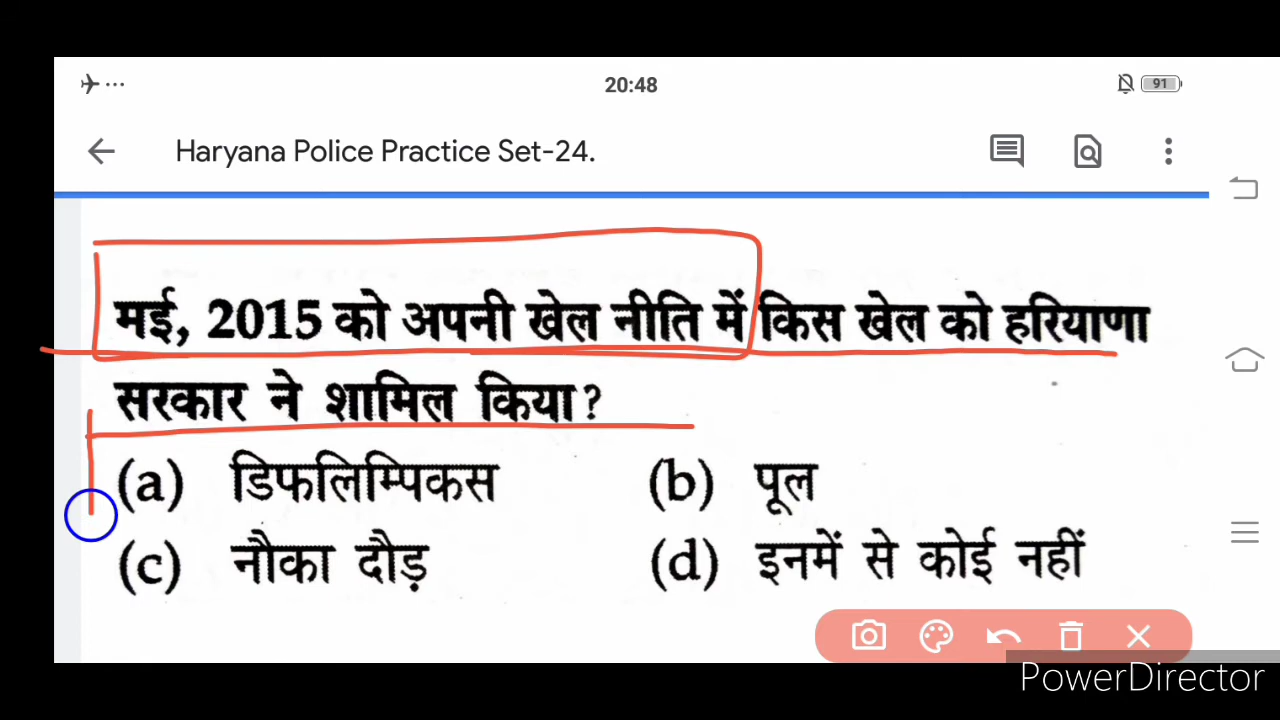 20:48
91
Haryana Police Practice Set-24.
मई, 2015 को अपनी खेल नीति में किस खेल को हरियाणा
सरकार ने शामिल किया?
(a) डिफलिम्पिकस (b) पूल
(c) नौका दौड़ (d) इनमें से कोई नहीं
PowerDirector